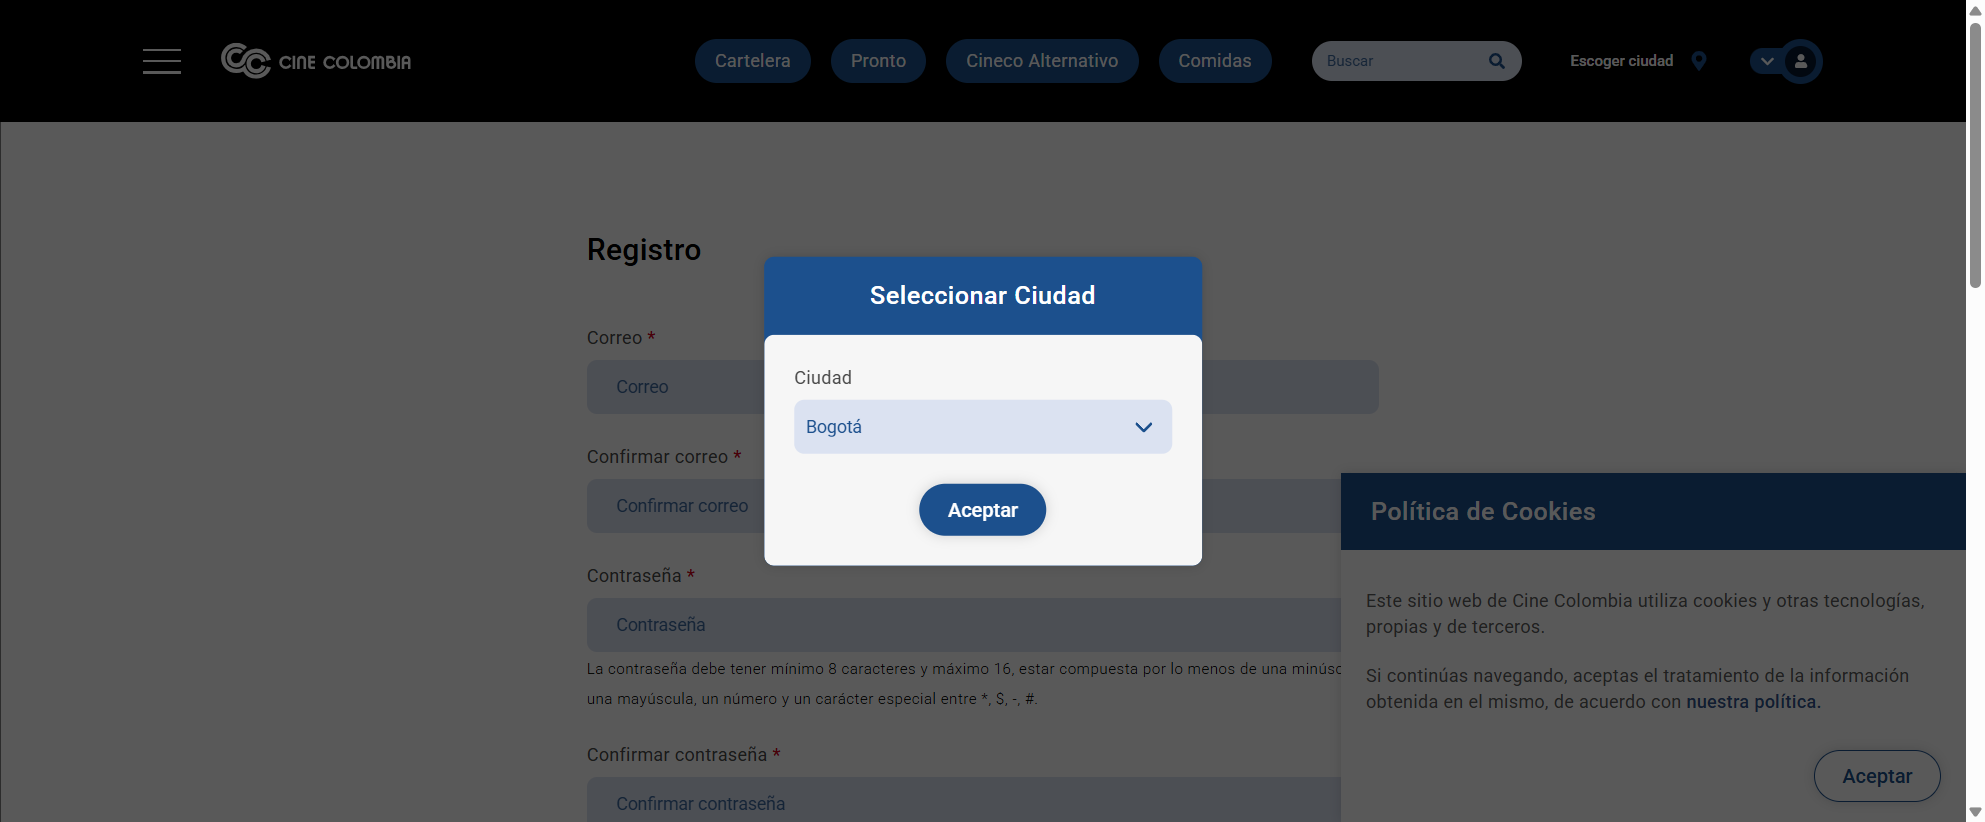 CINE COLOMBIA
Cartelera
Pronto
Cineco Alternativo
Comidas
Buscar
Escoger ciudad
Registro
Seleccionar Ciudad
Ciudad
Bogotá
Aceptar
Correo *
Correo
Confirmar correo *
Confirmar correo
Contraseña *
Contraseña
La contraseña debe tener mínimo 8 caracteres y máximo 16, estar compuesta por lo menos de una
una mayúscula, un número y un carácter especial entre *, $, -, #.
Confirmar contraseña *
Confirmar contraseña
Política de Cookies
Este sitio web de Cine Colombia utiliza cookies y otras tecnologías,
propias y de terceros.
Si continúas navegando, aceptas el tratamiento de la información
obtenida en el mismo, de acuerdo con nuestra política.
Aceptar